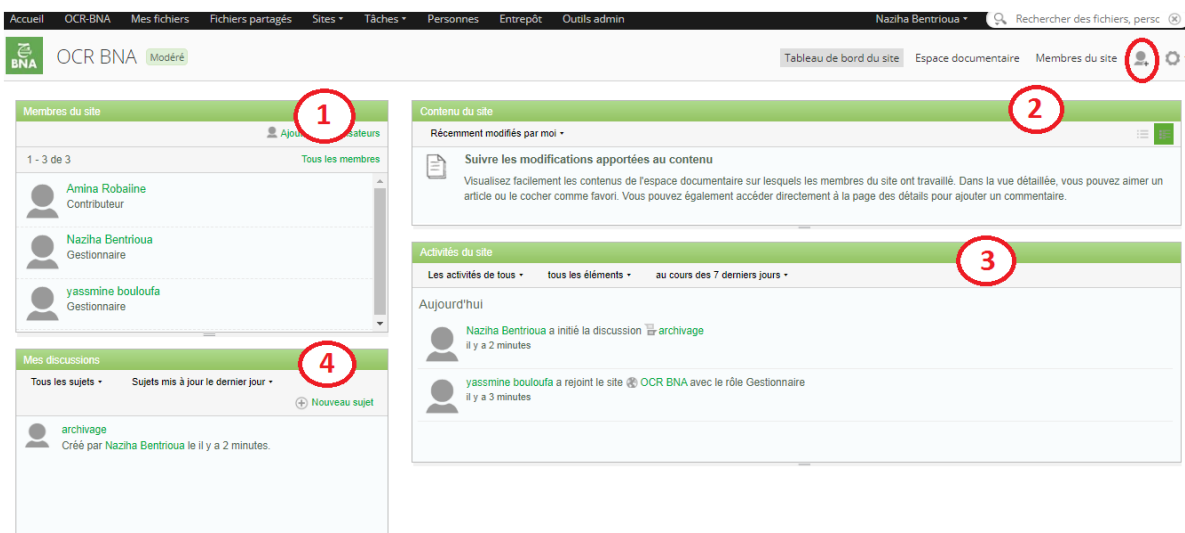 Accueil OCR-BNA Mes fichiers Fichiers partagés Sites Tâches Personnes Entrepôt Outils admin Naziha Bentrioua Rechercher des fichiers, persc
BNA OCR BNA Modéré Tableau de bord du site Espace documentaire Membres du site
Membres du site 1
Ajou sateurs
1 - 3 de 3 Tous les membres
Amina Robaiine
Contributeur
Naziha Bentrioua
Gestionnaire
yassmine bouloufa
Gestionnaire
Contenu du site 2
Récemment modifiés par moi
Suivre les modifications apportées au contenu
Visualisez facilement les contenus de l'espace documentaire sur lesquels les membres du site ont travaillé. Dans la vue détaillée, vous pouvez aimer un
article ou le cocher comme favori. Vous pouvez également accéder directement à la page des détails pour ajouter un commentaire.
Activités du site 3
Les activités de tous tous les éléments au cours des 7 derniers jours
Aujourd'hui
Naziha Bentrioua a initié la discussion archivage
il y a 2 minutes
yassmine bouloufa a rejoint le site OCR BNA avec le rôle Gestionnaire
il y a 3 minutes
Mes discussions 4
Tous les sujets Sujets mis à jour le dernier jour
Nouveau sujet
archivage
Créé par Naziha Bentrioua le il y a 2 minutes.